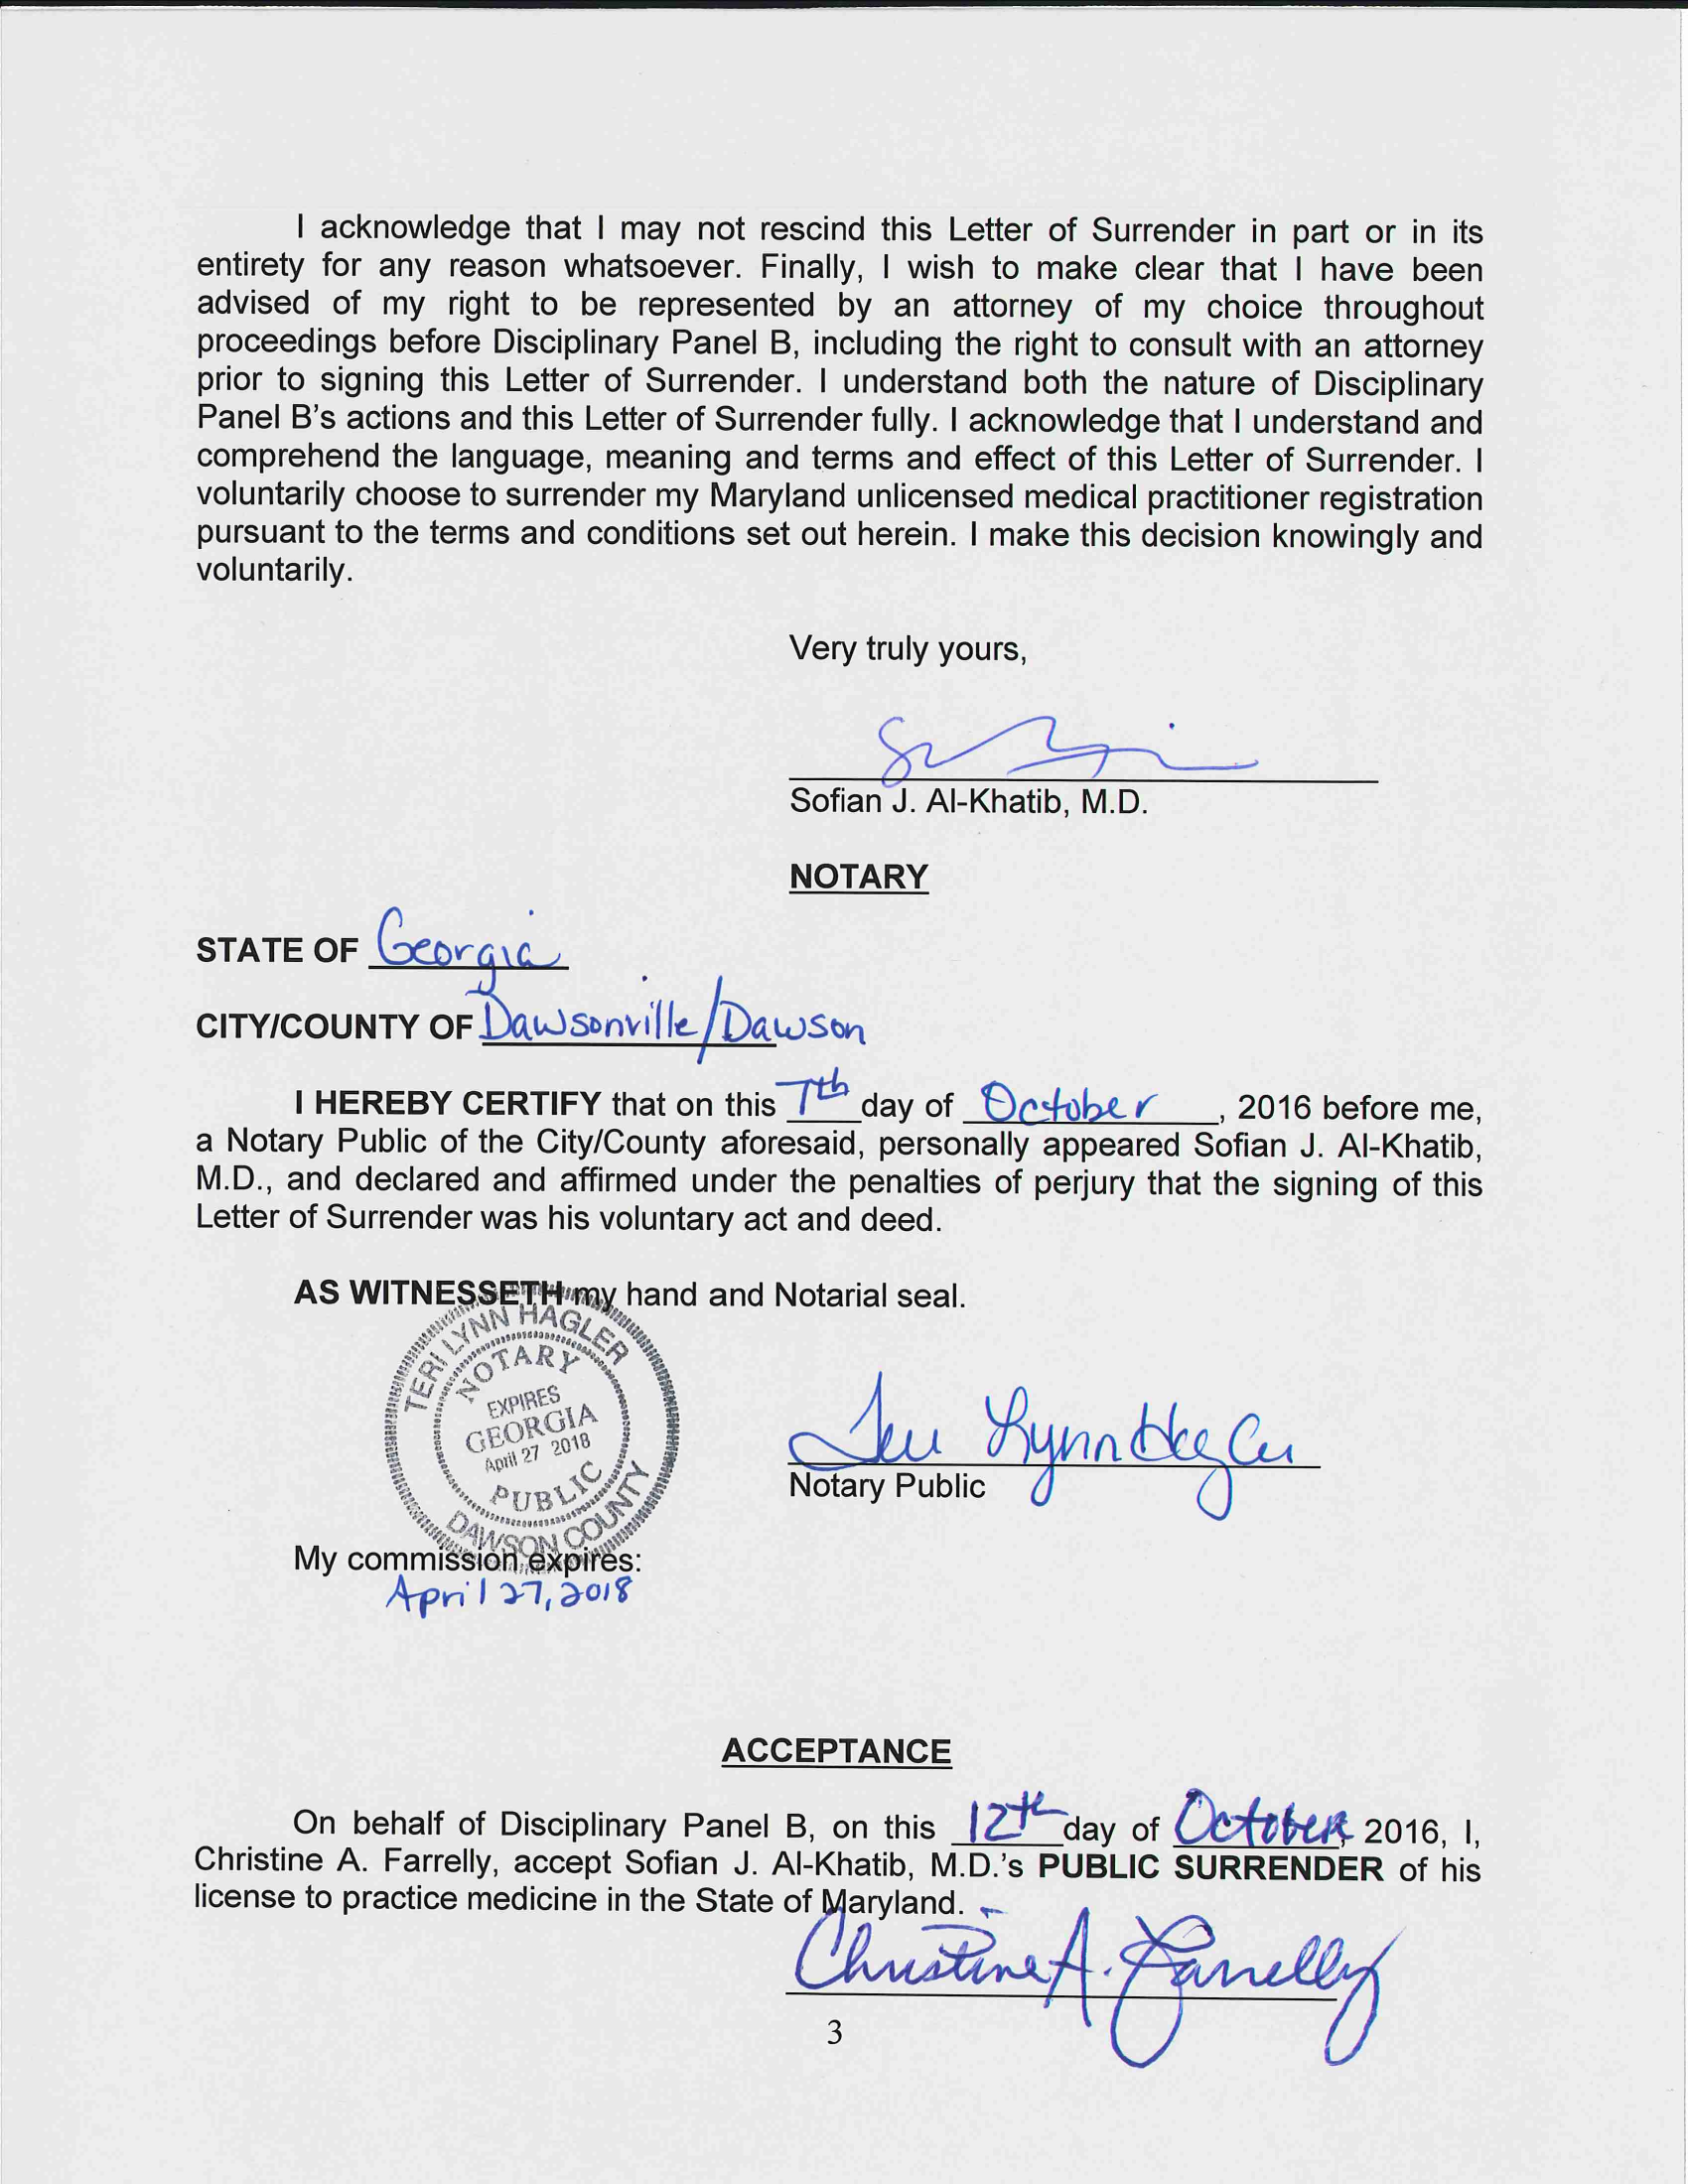 I acknowledge that I may not rescind this Letter of Surrender in part or in its
entirety for any reason whatsoever. Finally, I wish to make clear that I have been
advised of my right to be represented by an attorney of my choice throughout
proceedings before Disciplinary Panel B, including the right to consult with an attorney
prior to signing this Letter of Surrender. I understand both the nature of Disciplinary
Panel B’s actions and this Letter of Surrender fully. I acknowledge that I understand and
comprehend the language, meaning and terms and effect of this Letter of Surrender. I
voluntarily choose to surrender my Maryland unlicensed medical practitioner registration
pursuant to the terms and conditions set out herein. I make this decision knowingly and
voluntarily.
Very truly yours,
Sofian J. Al-Khatib, M.D.
NOTARY
STATE OF Georgia
CITY/COUNTY OF Dawsonville/Dawson
I HEREBY CERTIFY that on this 7th day of October, 2016 before me,
a Notary Public of the City/County aforesaid, personally appeared Sofian J. Al-Khatib,
M.D., and declared and affirmed under the penalties of perjury that the signing of this
Letter of Surrender was his voluntary act and deed.
AS WITNESSETH my hand and Notarial seal.
TERI LYNN HAGLER
NOTARY
EXPIRES
GEORGIA
April 27 2018
PUBLIC
DAWSON COUNTY
Teri Lynn Hagler
Notary Public
My commission expires:
April 27, 2018
ACCEPTANCE
On behalf of Disciplinary Panel B, on this 12th day of October, 2016, I,
Christine A. Farrelly, accept Sofian J. Al-Khatib, M.D.’s PUBLIC SURRENDER of his
license to practice medicine in the State of Maryland.
Christine A. Farrelly
3